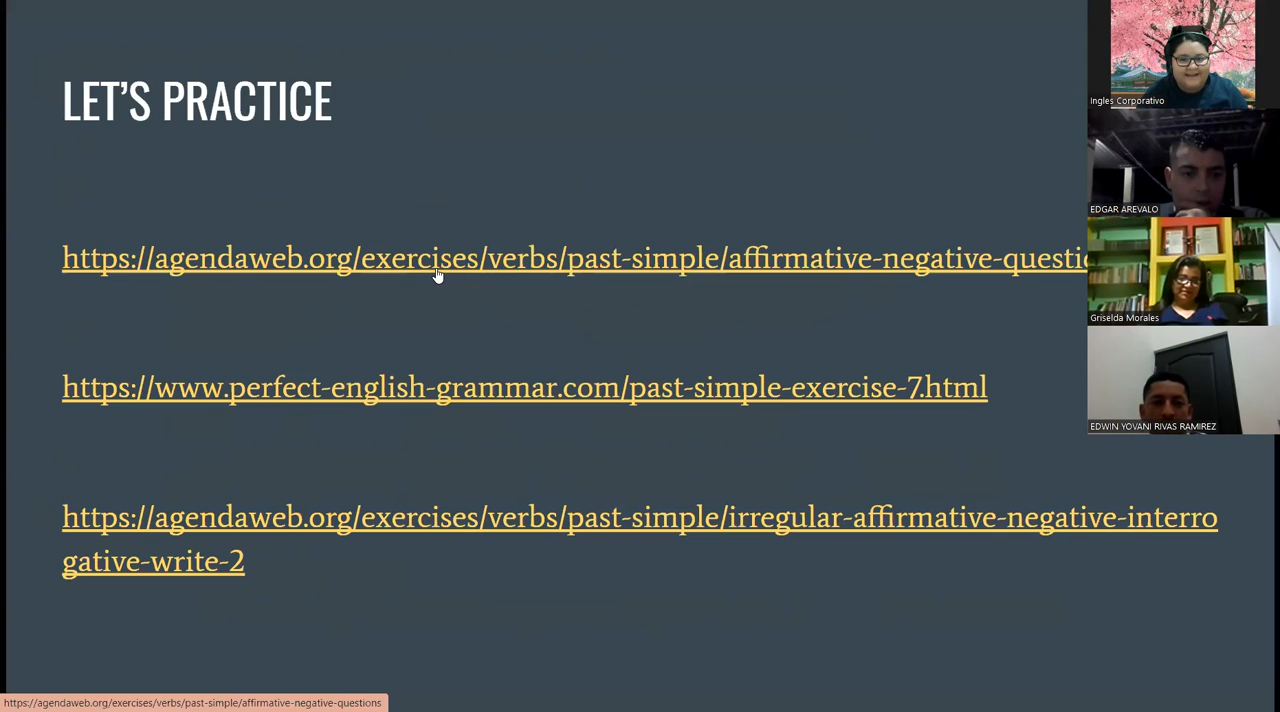 LET'S PRACTICE
https://agendaweb.org/exercises/verbs/past-simple/affirmative-negative-questio
https://www.perfect-english-grammar.com/past-simple-exercise-7.html
https://agendaweb.org/exercises/verbs/past-simple/irregular-affirmative-negative-interro
gative-write-2
Ingles Corporativo
EDGAR AREVALO
Griselda Morales
EDWIN YOVANI RIVAS RAMIREZ
https://agendaweb.org/exercises/verbs/past-simple/affirmative-negative-questions